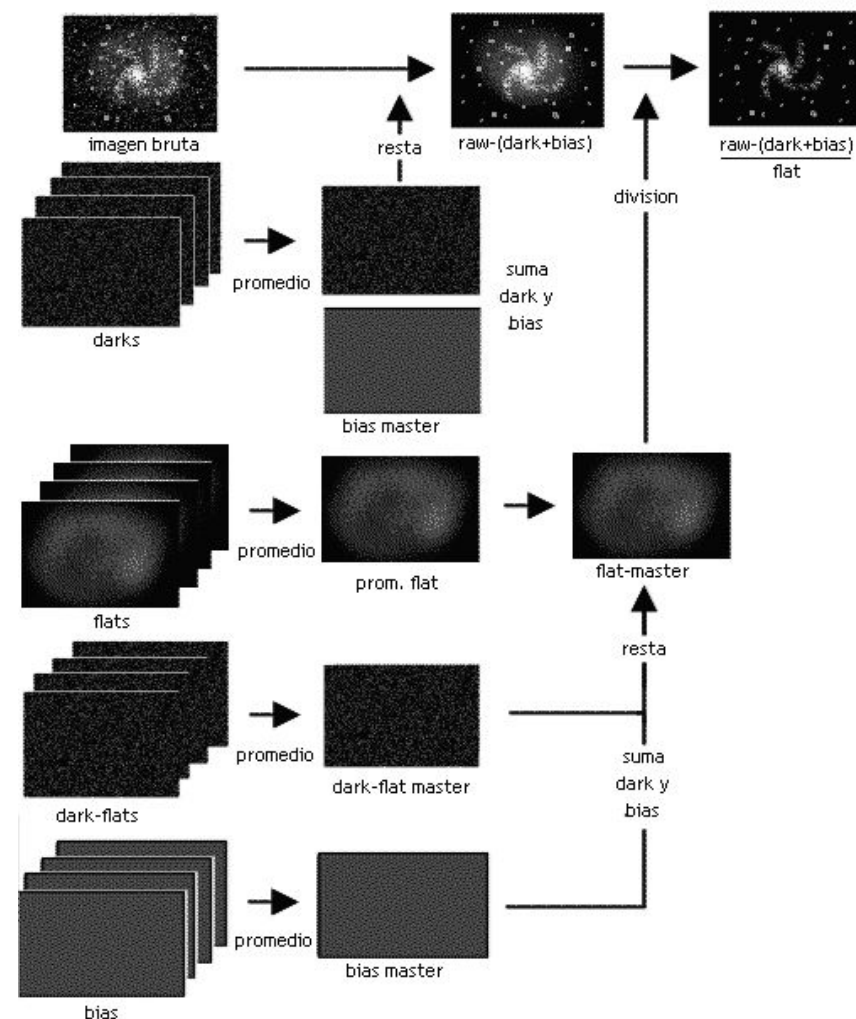 imagen bruta
resta
raw-(dark+bias)
raw-(dark+bias)
flat
division
promedio
suma
dark y
bias
darks
bias master
promedio
flats
prom. flat
flat-master
resta
promedio
dark-flats
dark-flat master
suma
dark y
bias
promedio
bias
bias master